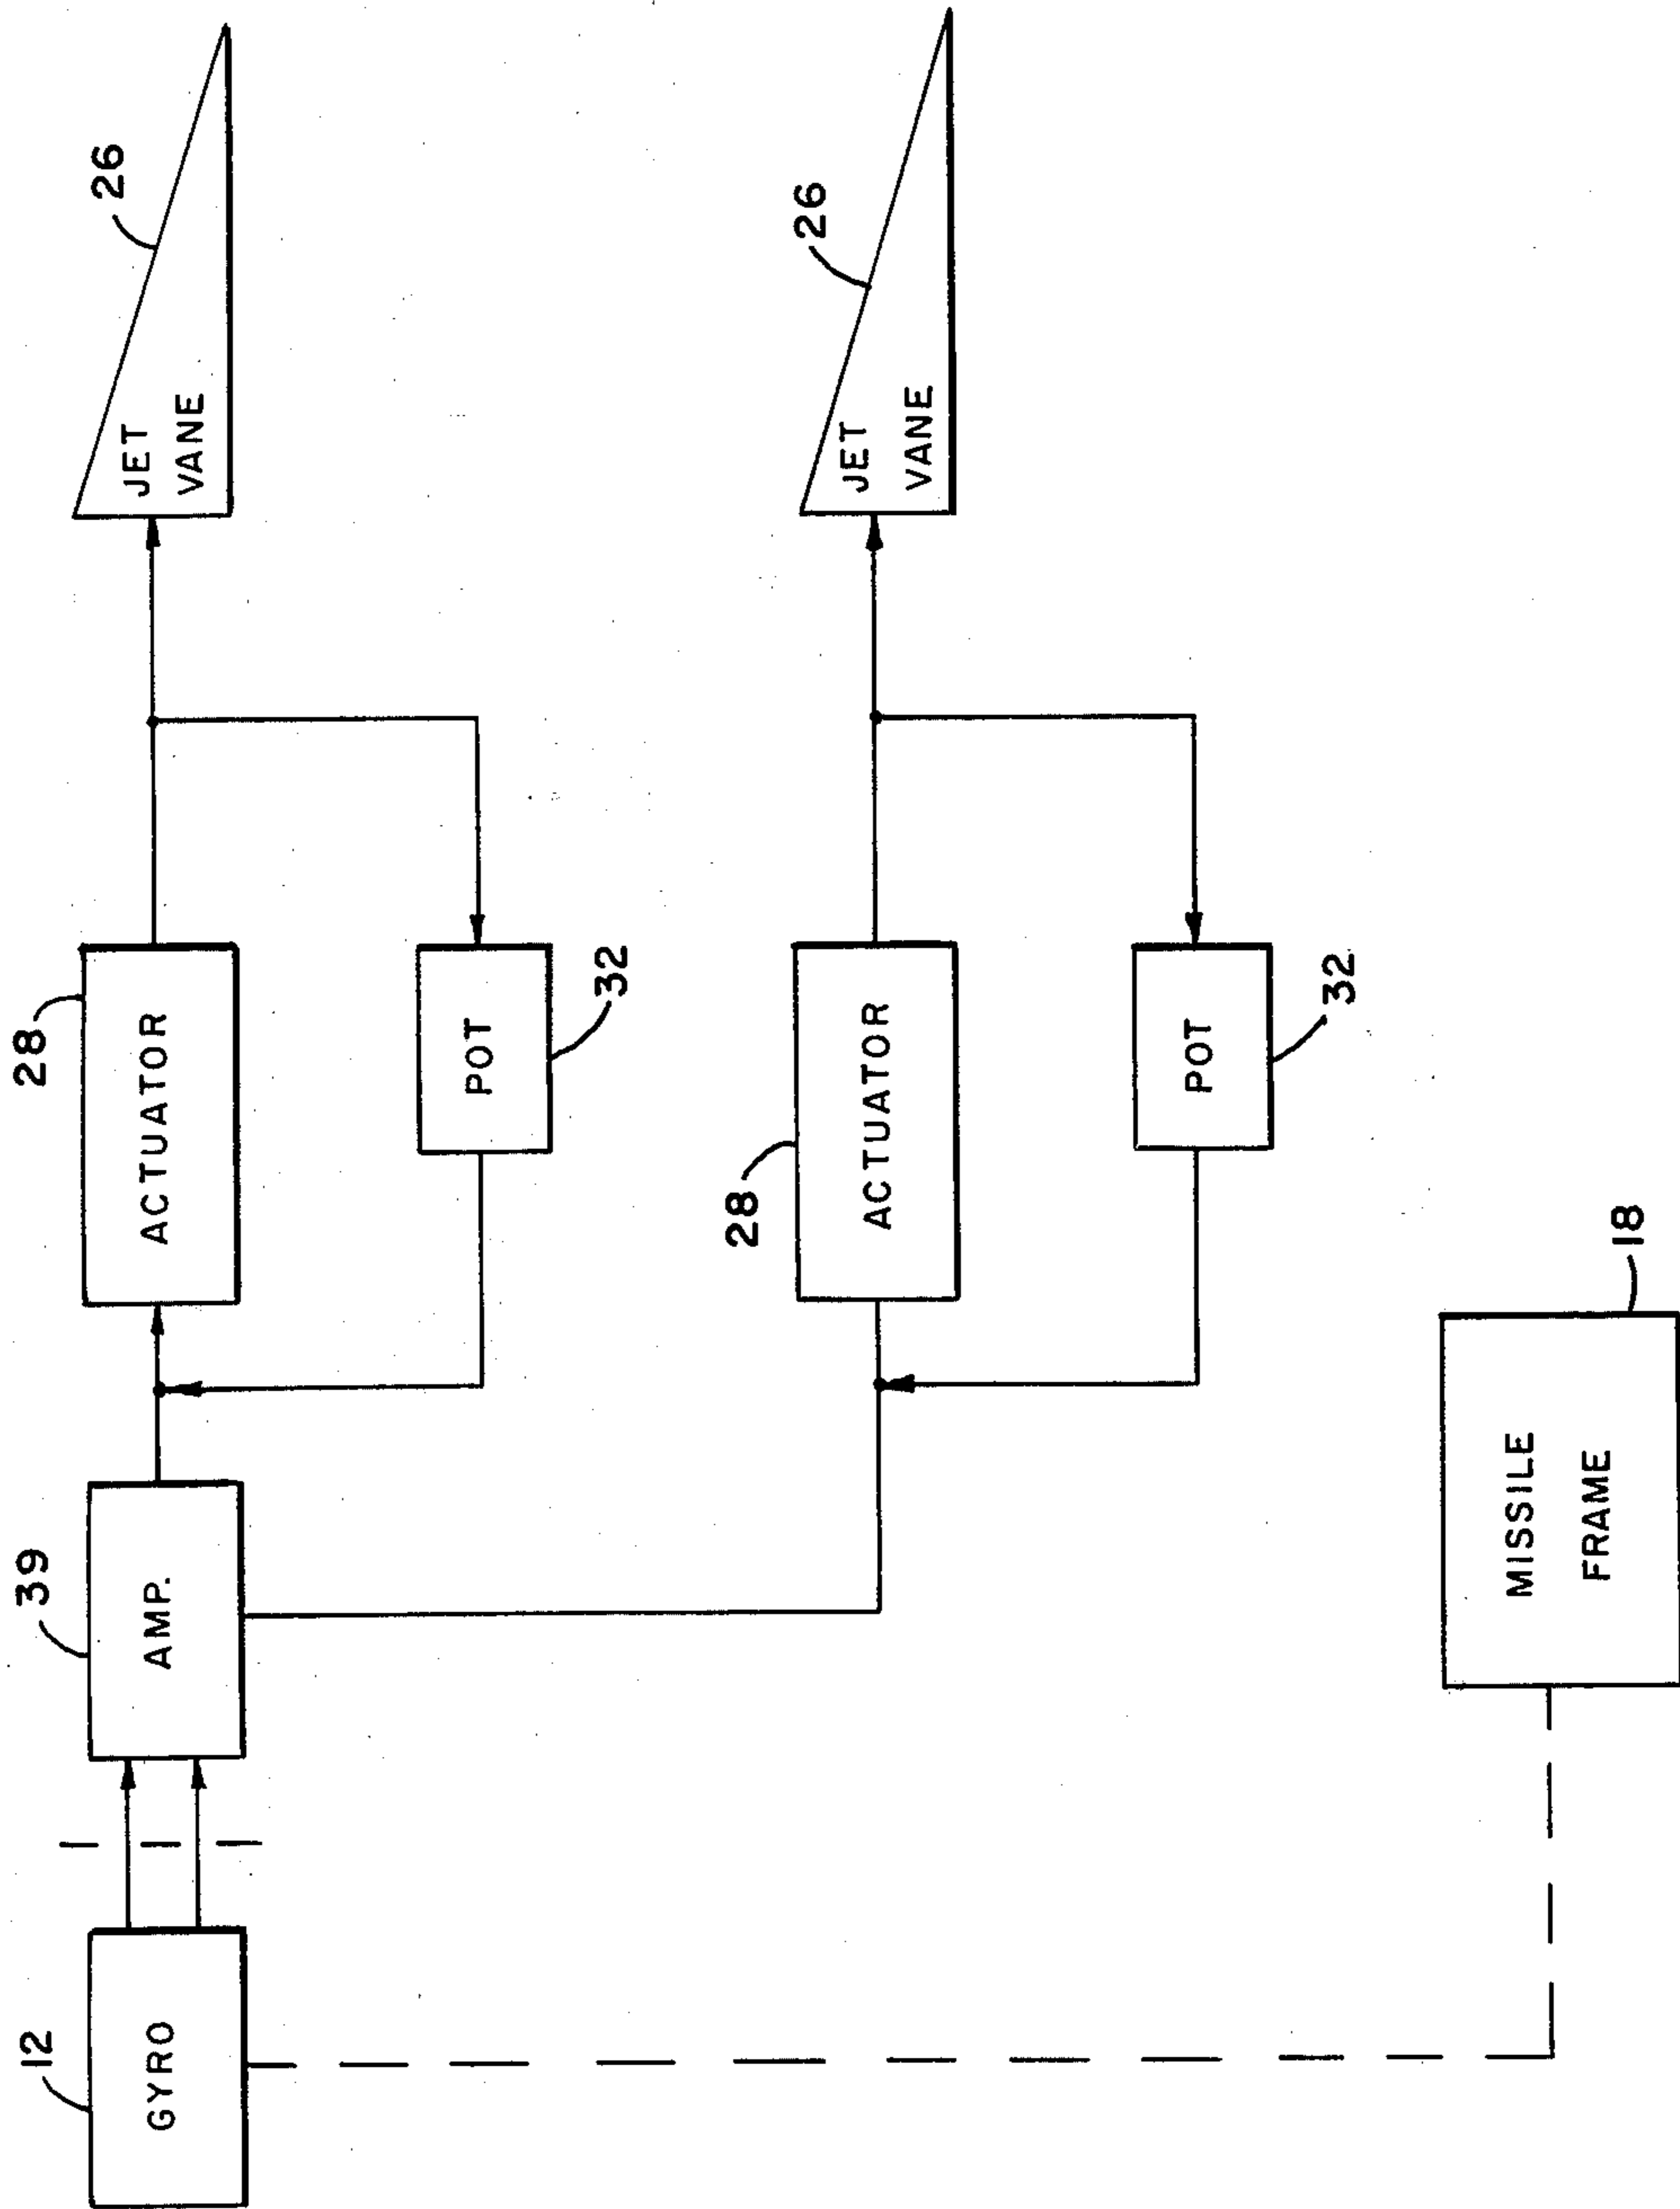 12
GYRO
39
AMP.
28
ACTUATOR
32
POT
26
JET
VANE
28
ACTUATOR
32
POT
26
JET
VANE
18
MISSILE
FRAME